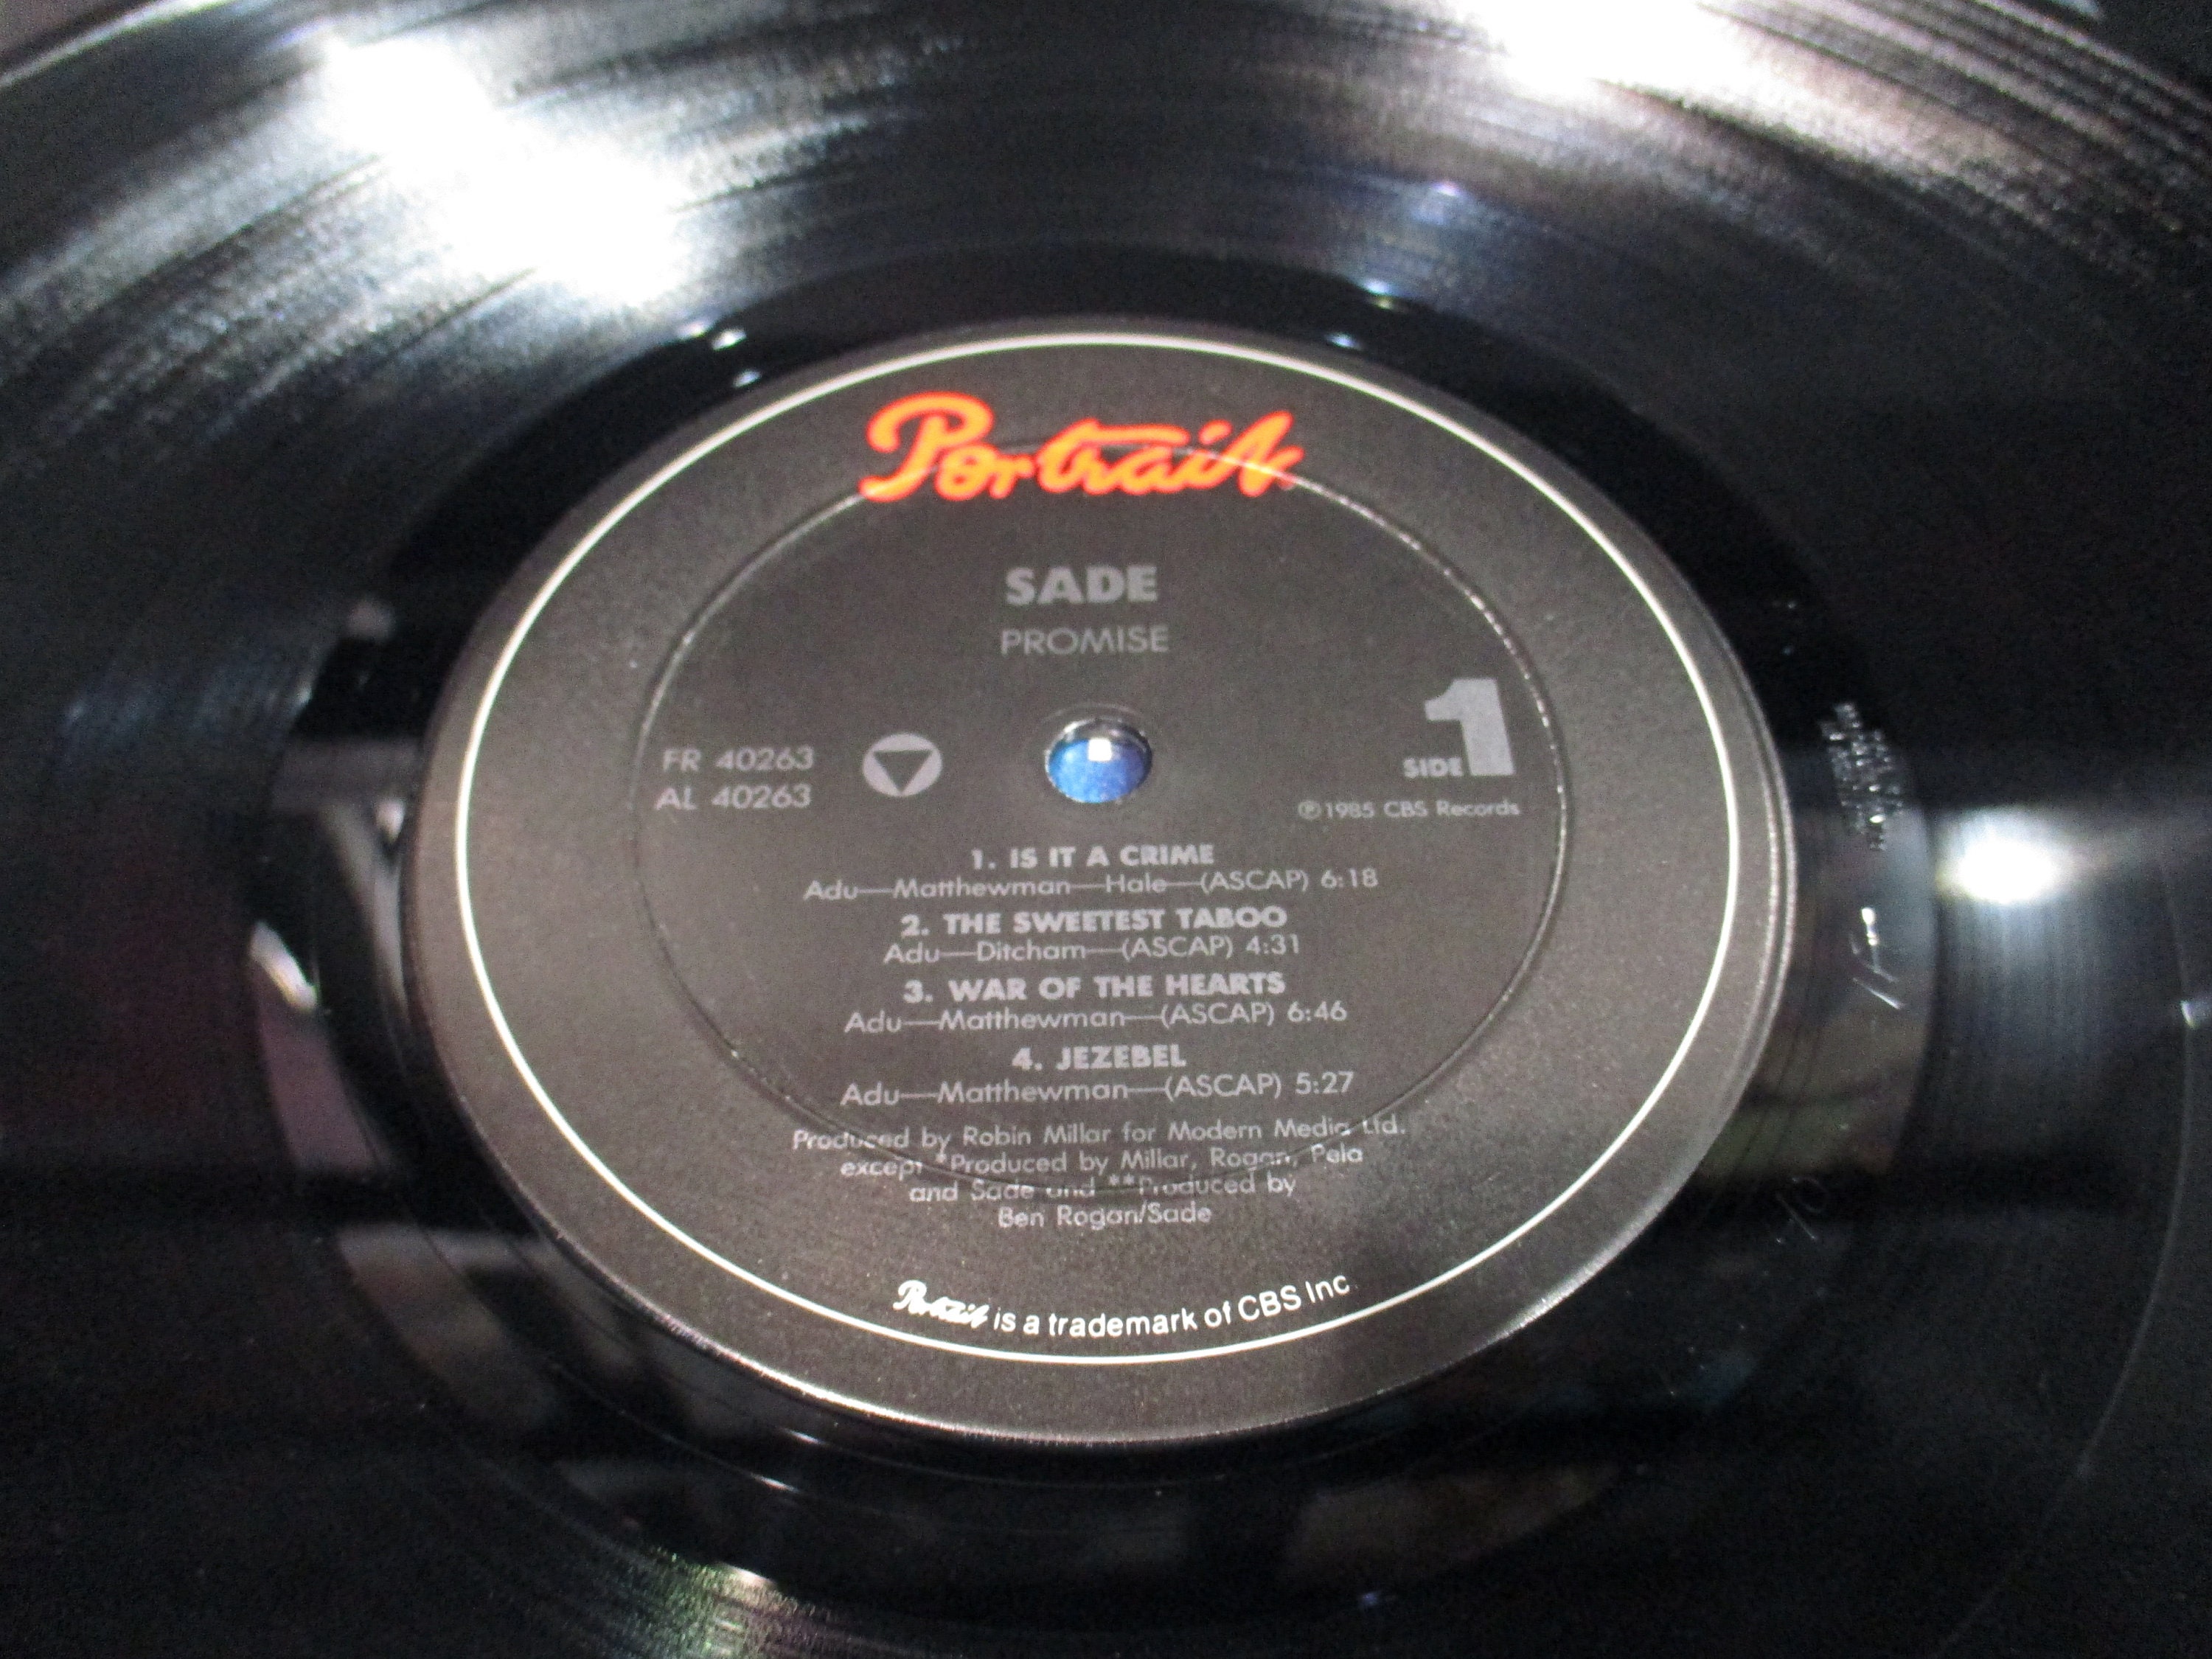 Portrait
SADE
PROMISE
FR 40263
AL 40263
SIDE 1
℗1985 CBS Records
1. IS IT A CRIME
Adu—Matthewman—Hale—(ASCAP) 6:18
2. THE SWEETEST TABOO
Adu—Ditcham—(ASCAP) 4:31
3. WAR OF THE HEARTS
Adu—Matthewman—(ASCAP) 6:46
4. JEZEBEL
Adu—Matthewman—(ASCAP) 5:27
Produced by Robin Millar for Modern Media Ltd.
except *Produced by Millar, Rogan, Pela
and Sade and **Produced by
Ben Rogan/Sade
Portrait is a trademark of CBS Inc.